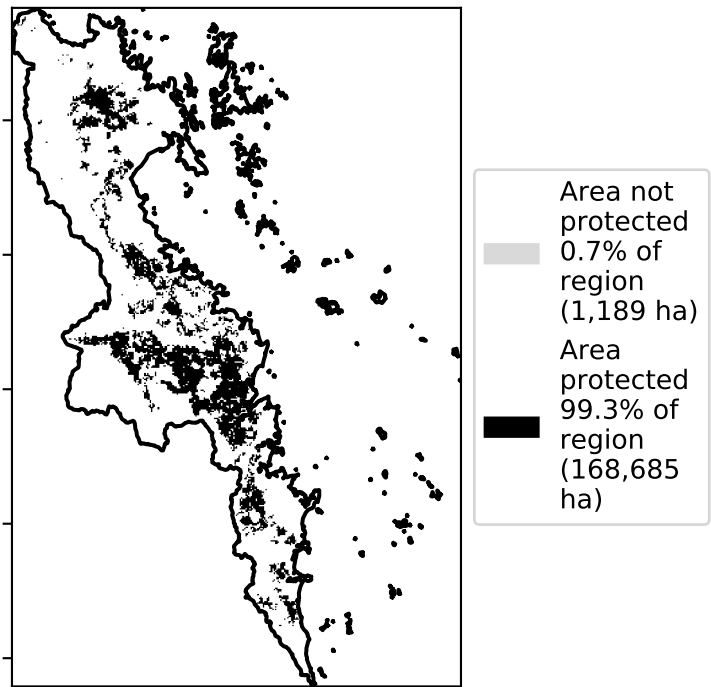 Area not
protected
0.7% of
region
(1,189 ha)
Area
protected
99.3% of
region
(168,685
ha)